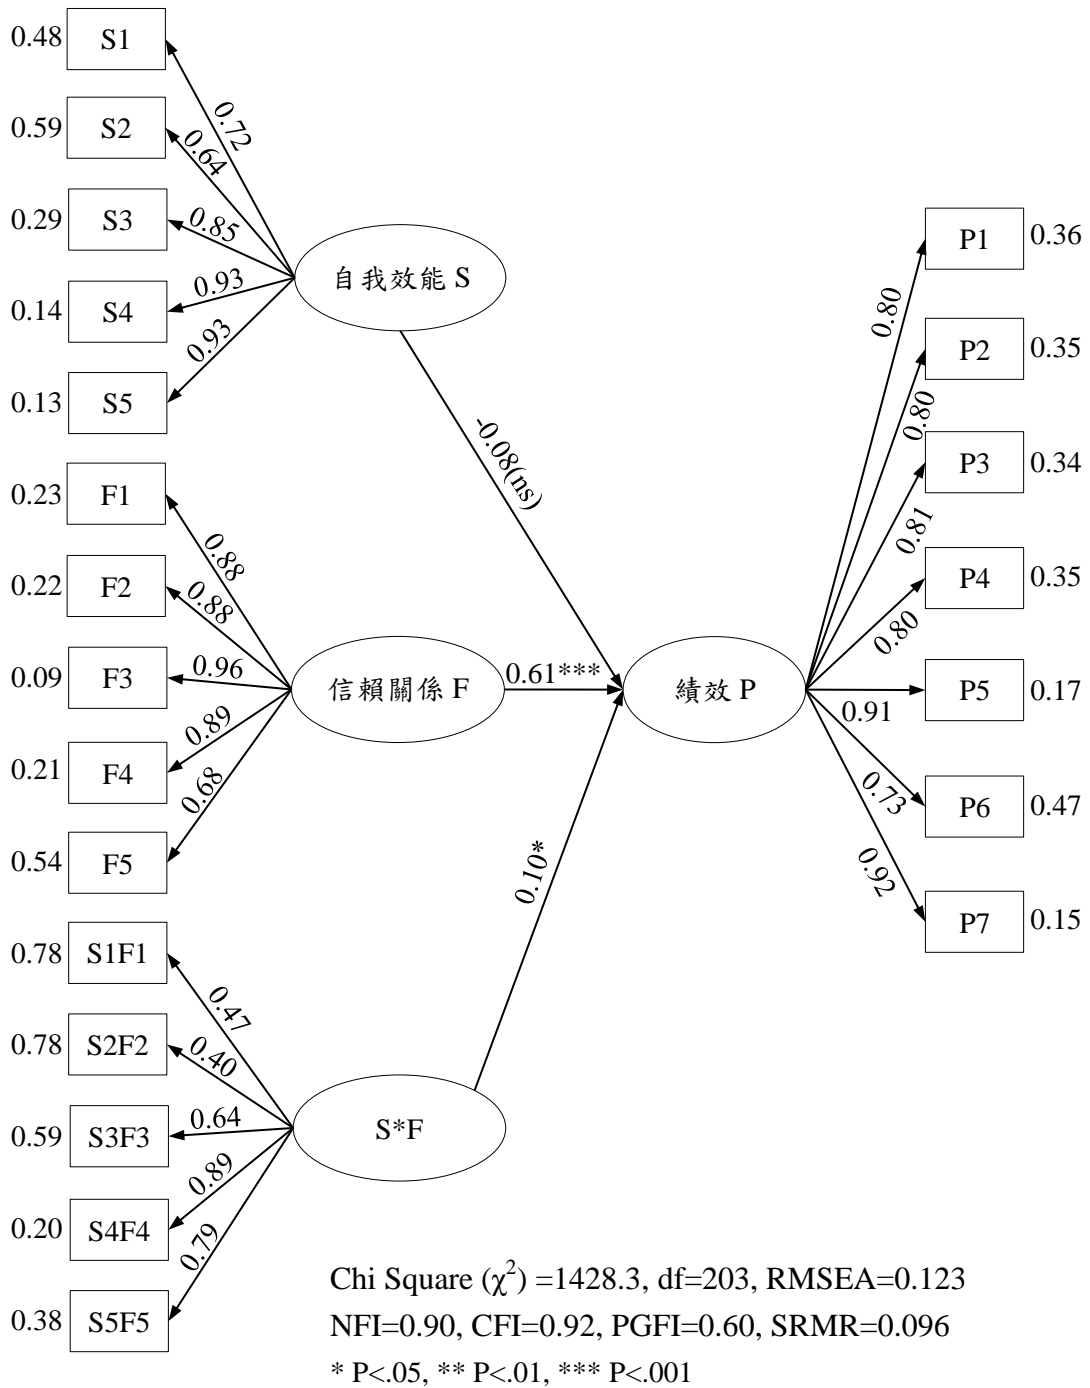 0.48 S1
0.72
0.59 S2
0.64
0.29 S3
0.85
0.14 S4
0.93
0.13 S5
0.93
自我效能 S
-0.08(ns)
0.23 F1
0.88
0.22 F2
0.88
0.09 F3
0.96
0.21 F4
0.89
0.54 F5
0.68
信賴關係 F
0.61***
0.78 S1F1
0.47
0.78 S2F2
0.40
0.59 S3F3
0.64
0.20 S4F4
0.89
0.38 S5F5
0.79
S*F
0.10*
績效 P
0.80
P1 0.36
0.80
P2 0.35
0.81
P3 0.34
0.80
P4 0.35
0.91
P5 0.17
0.73
P6 0.47
0.92
P7 0.15
Chi Square (χ²) =1428.3, df=203, RMSEA=0.123
NFI=0.90, CFI=0.92, PGFI=0.60, SRMR=0.096
* P<.05, ** P<.01, *** P<.001